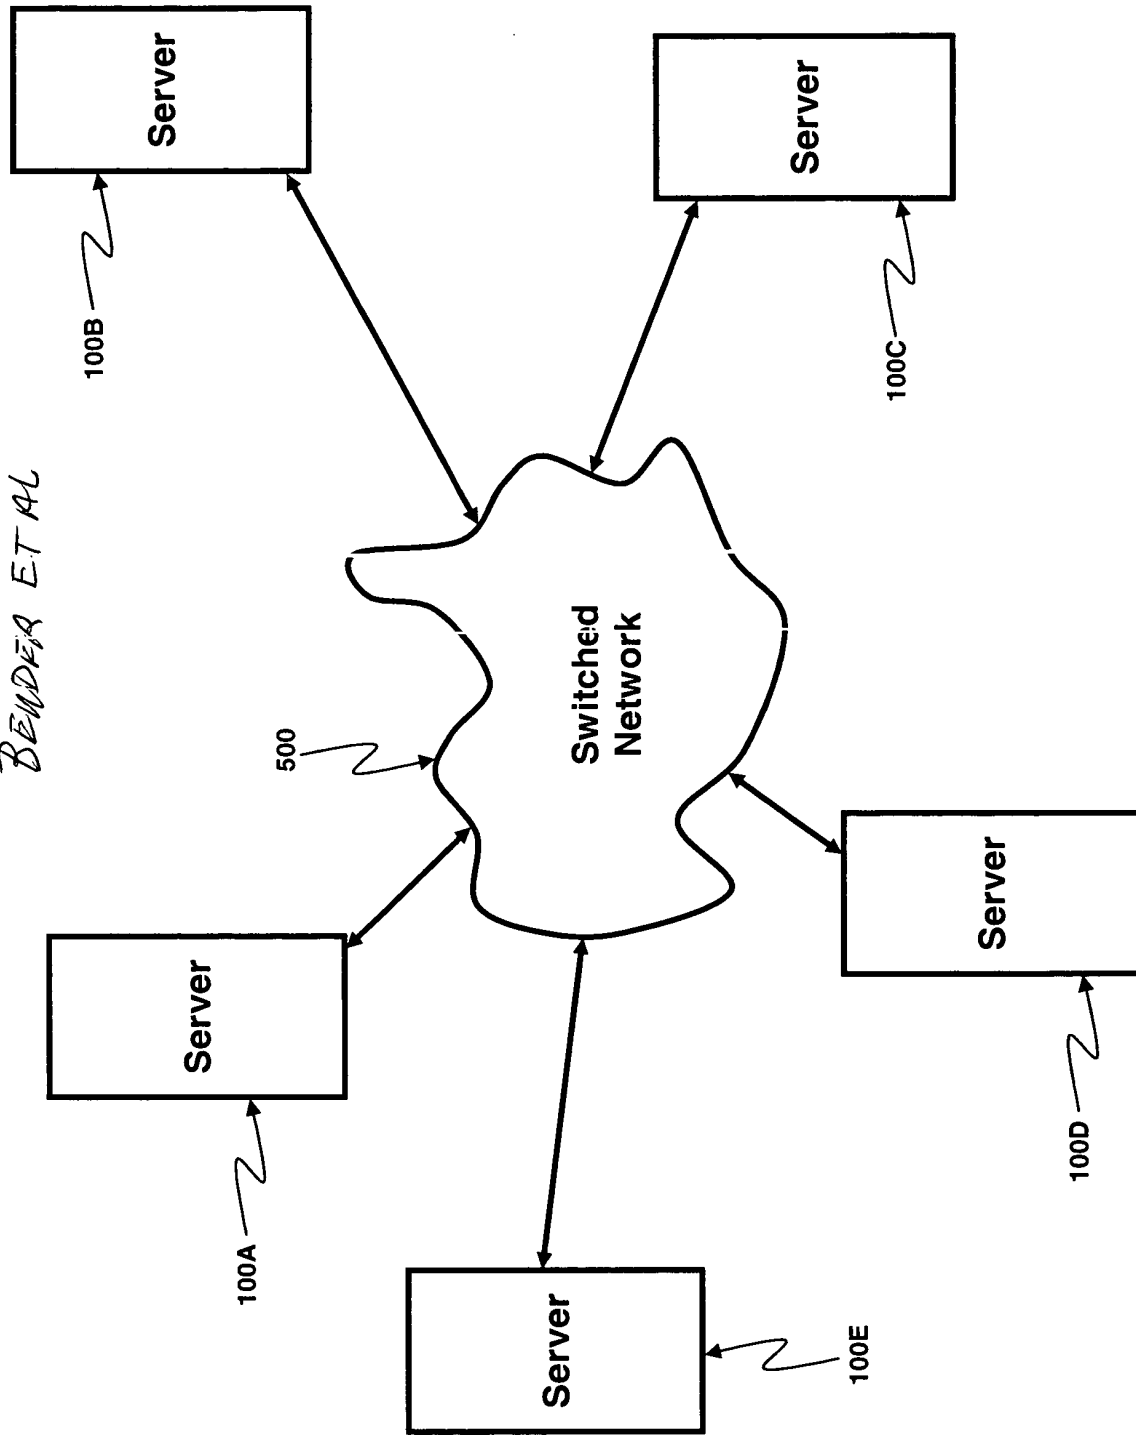 BENDER ET AL
Server
100A
Server
100B
500
Switched
Network
Server
100E
Server
100C
Server
100D